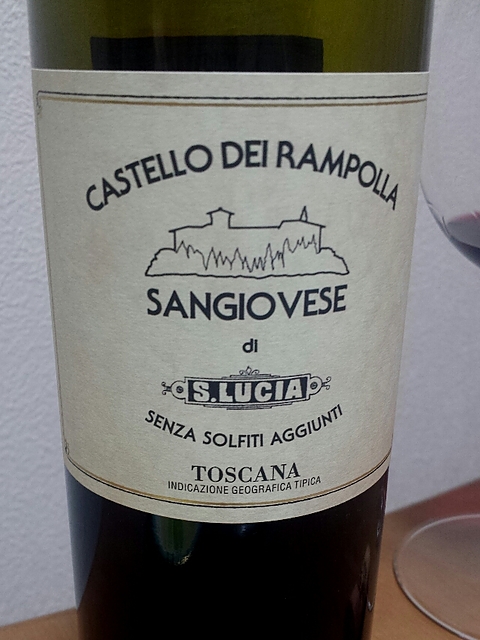 CASTELLO DEI RAMPOLLA
SANGIOVESE
di
S. LUCIA
SENZA SOLFITI AGGIUNTI
TOSCANA
INDICAZIONE GEOGRAFICA TIPICA